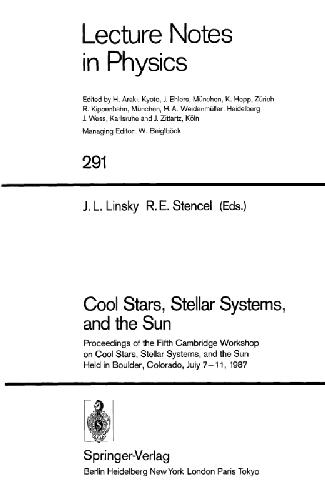 Lecture Notes
in Physics
Edited by H. Araki, Kyoto, J. Ehlers, München, K. Hepp, Zürich
R. Kippenhahn, München, H. A. Weidenmüller, Heidelberg
J. Wess, Karlsruhe and J. Zittartz, Köln
Managing Editor: W. Beiglböck
291
J. L. Linsky R. E. Stencel (Eds.)
Cool Stars, Stellar Systems,
and the Sun
Proceedings of the Fifth Cambridge Workshop
on Cool Stars, Stellar Systems, and the Sun
Held in Boulder, Colorado, July 7–11, 1987
Springer-Verlag
Berlin Heidelberg New York London Paris Tokyo